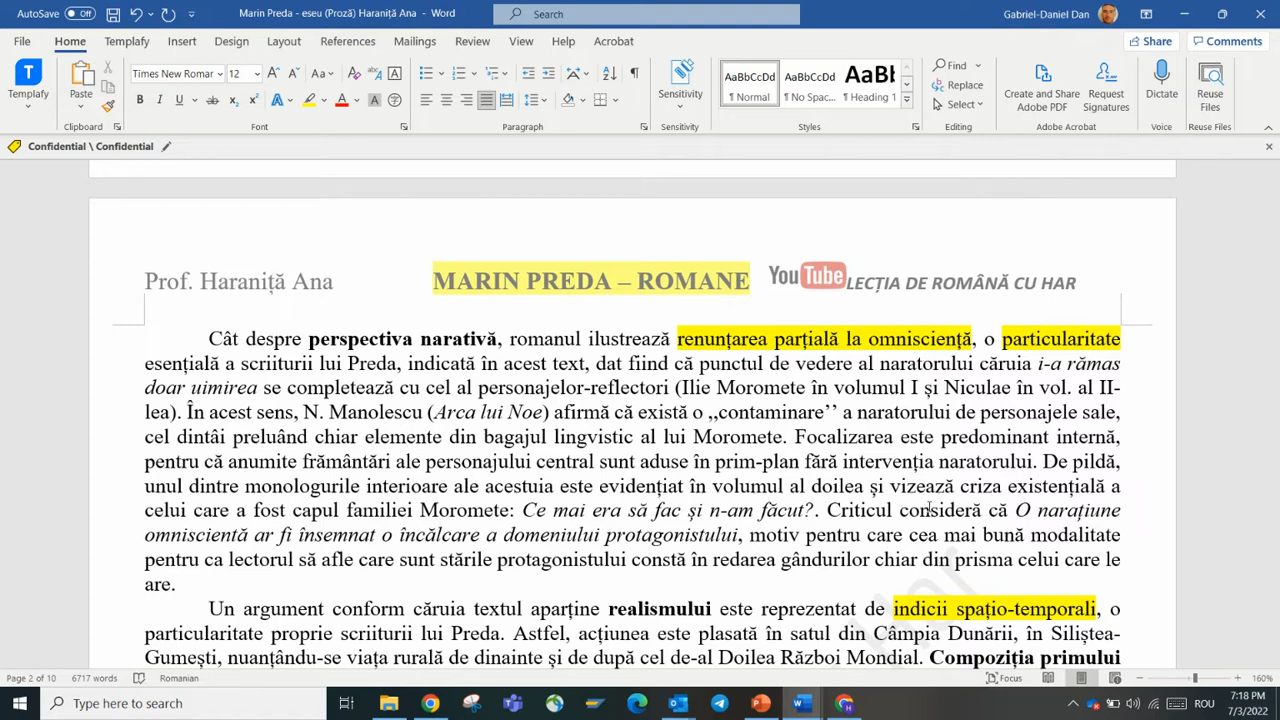 AutoSave Off Marin Preda - eseu (Proză) Haraniță Ana - Word Search Gabriel-Daniel Dan
File Home Templafy Insert Design Layout References Mailings Review View Help Acrobat Share Comments
Times New Romar 12 AaBbCcDd AaBbCcDd AaBb( Find
Replace
Select
Templafy Paste ¶ Normal ¶ No Spac... ¶ Heading 1 Sensitivity Create and Share Adobe PDF Request Signatures Dictate Reuse Files
Clipboard Font Paragraph Sensitivity Styles Editing Adobe Acrobat Voice Reuse Files
Confidential \ Confidential
Prof. Haraniță Ana MARIN PREDA – ROMANE YouTube LECȚIA DE ROMÂNĂ CU HAR
Cât despre perspectiva narativă, romanul ilustrează renunțarea parțială la omnisciență, o particularitate
esențială a scriiturii lui Preda, indicată în acest text, dat fiind că punctul de vedere al naratorului căruia i-a rămas
doar uimirea se completează cu cel al personajelor-reflectori (Ilie Moromete în volumul I și Niculae în vol. al II-
lea). În acest sens, N. Manolescu (Arca lui Noe) afirmă că există o ,,contaminare’’ a naratorului de personajele sale,
cel dintâi preluând chiar elemente din bagajul lingvistic al lui Moromete. Focalizarea este predominant internă,
pentru că anumite frământări ale personajului central sunt aduse în prim-plan fără intervenția naratorului. De pildă,
unul dintre monologurile interioare ale acestuia este evidențiat în volumul al doilea și vizează criza existențială a
celui care a fost capul familiei Moromete: Ce mai era să fac și n-am făcut?. Criticul consideră că O narațiune
omniscientă ar fi însemnat o încălcare a domeniului protagonistului, motiv pentru care cea mai bună modalitate
pentru ca lectorul să afle care sunt stările protagonistului constă în redarea gândurilor chiar din prisma celui care le
are.
Un argument conform căruia textul aparține realismului este reprezentat de indicii spațio-temporali, o
particularitate proprie scriiturii lui Preda. Astfel, acțiunea este plasată în satul din Câmpia Dunării, în Siliștea-
Gumești, nuanțându-se viața rurală de dinainte și de după cel de-al Doilea Război Mondial. Compoziția primului
Har
Page 2 of 10 6717 words Romanian Focus 160%
Type here to search ROU 7:18 PM
7/3/2022